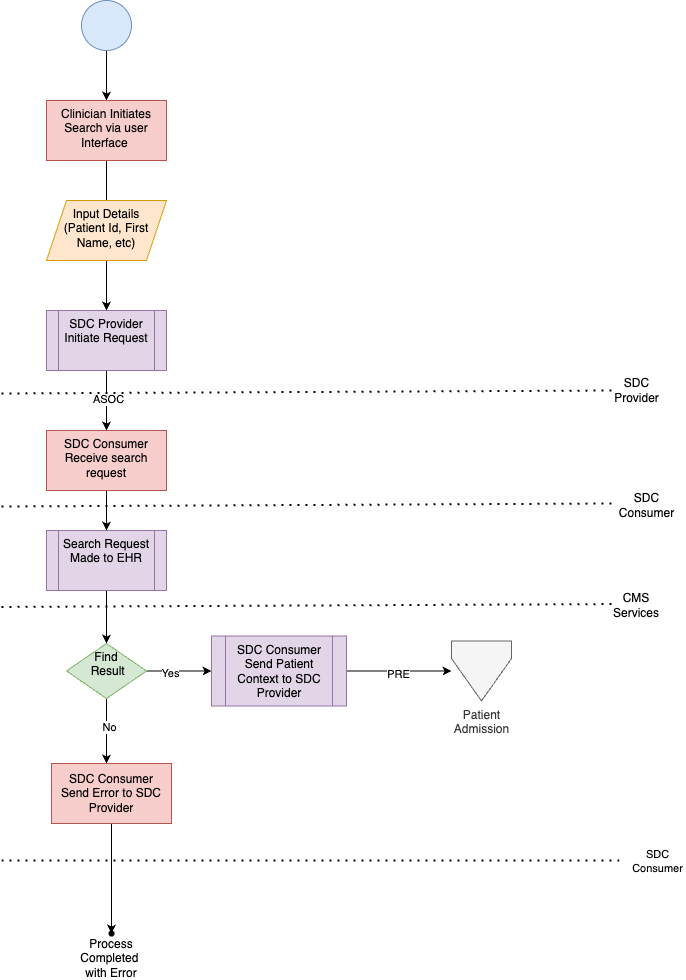 Clinician Initiates
Search via user
Interface
Input Details
(Patient Id, First
Name, etc)
SDC Provider
Initiate Request
SDC
Provider
ASOC
SDC Consumer
Receive search
request
SDC
Consumer
Search Request
Made to EHR
CMS
Services
Find
Result
Yes
SDC Consumer
Send Patient
Context to SDC
Provider
PRE
Patient
Admission
No
SDC Consumer
Send Error to SDC
Provider
SDC
Consumer
Process
Completed
with Error